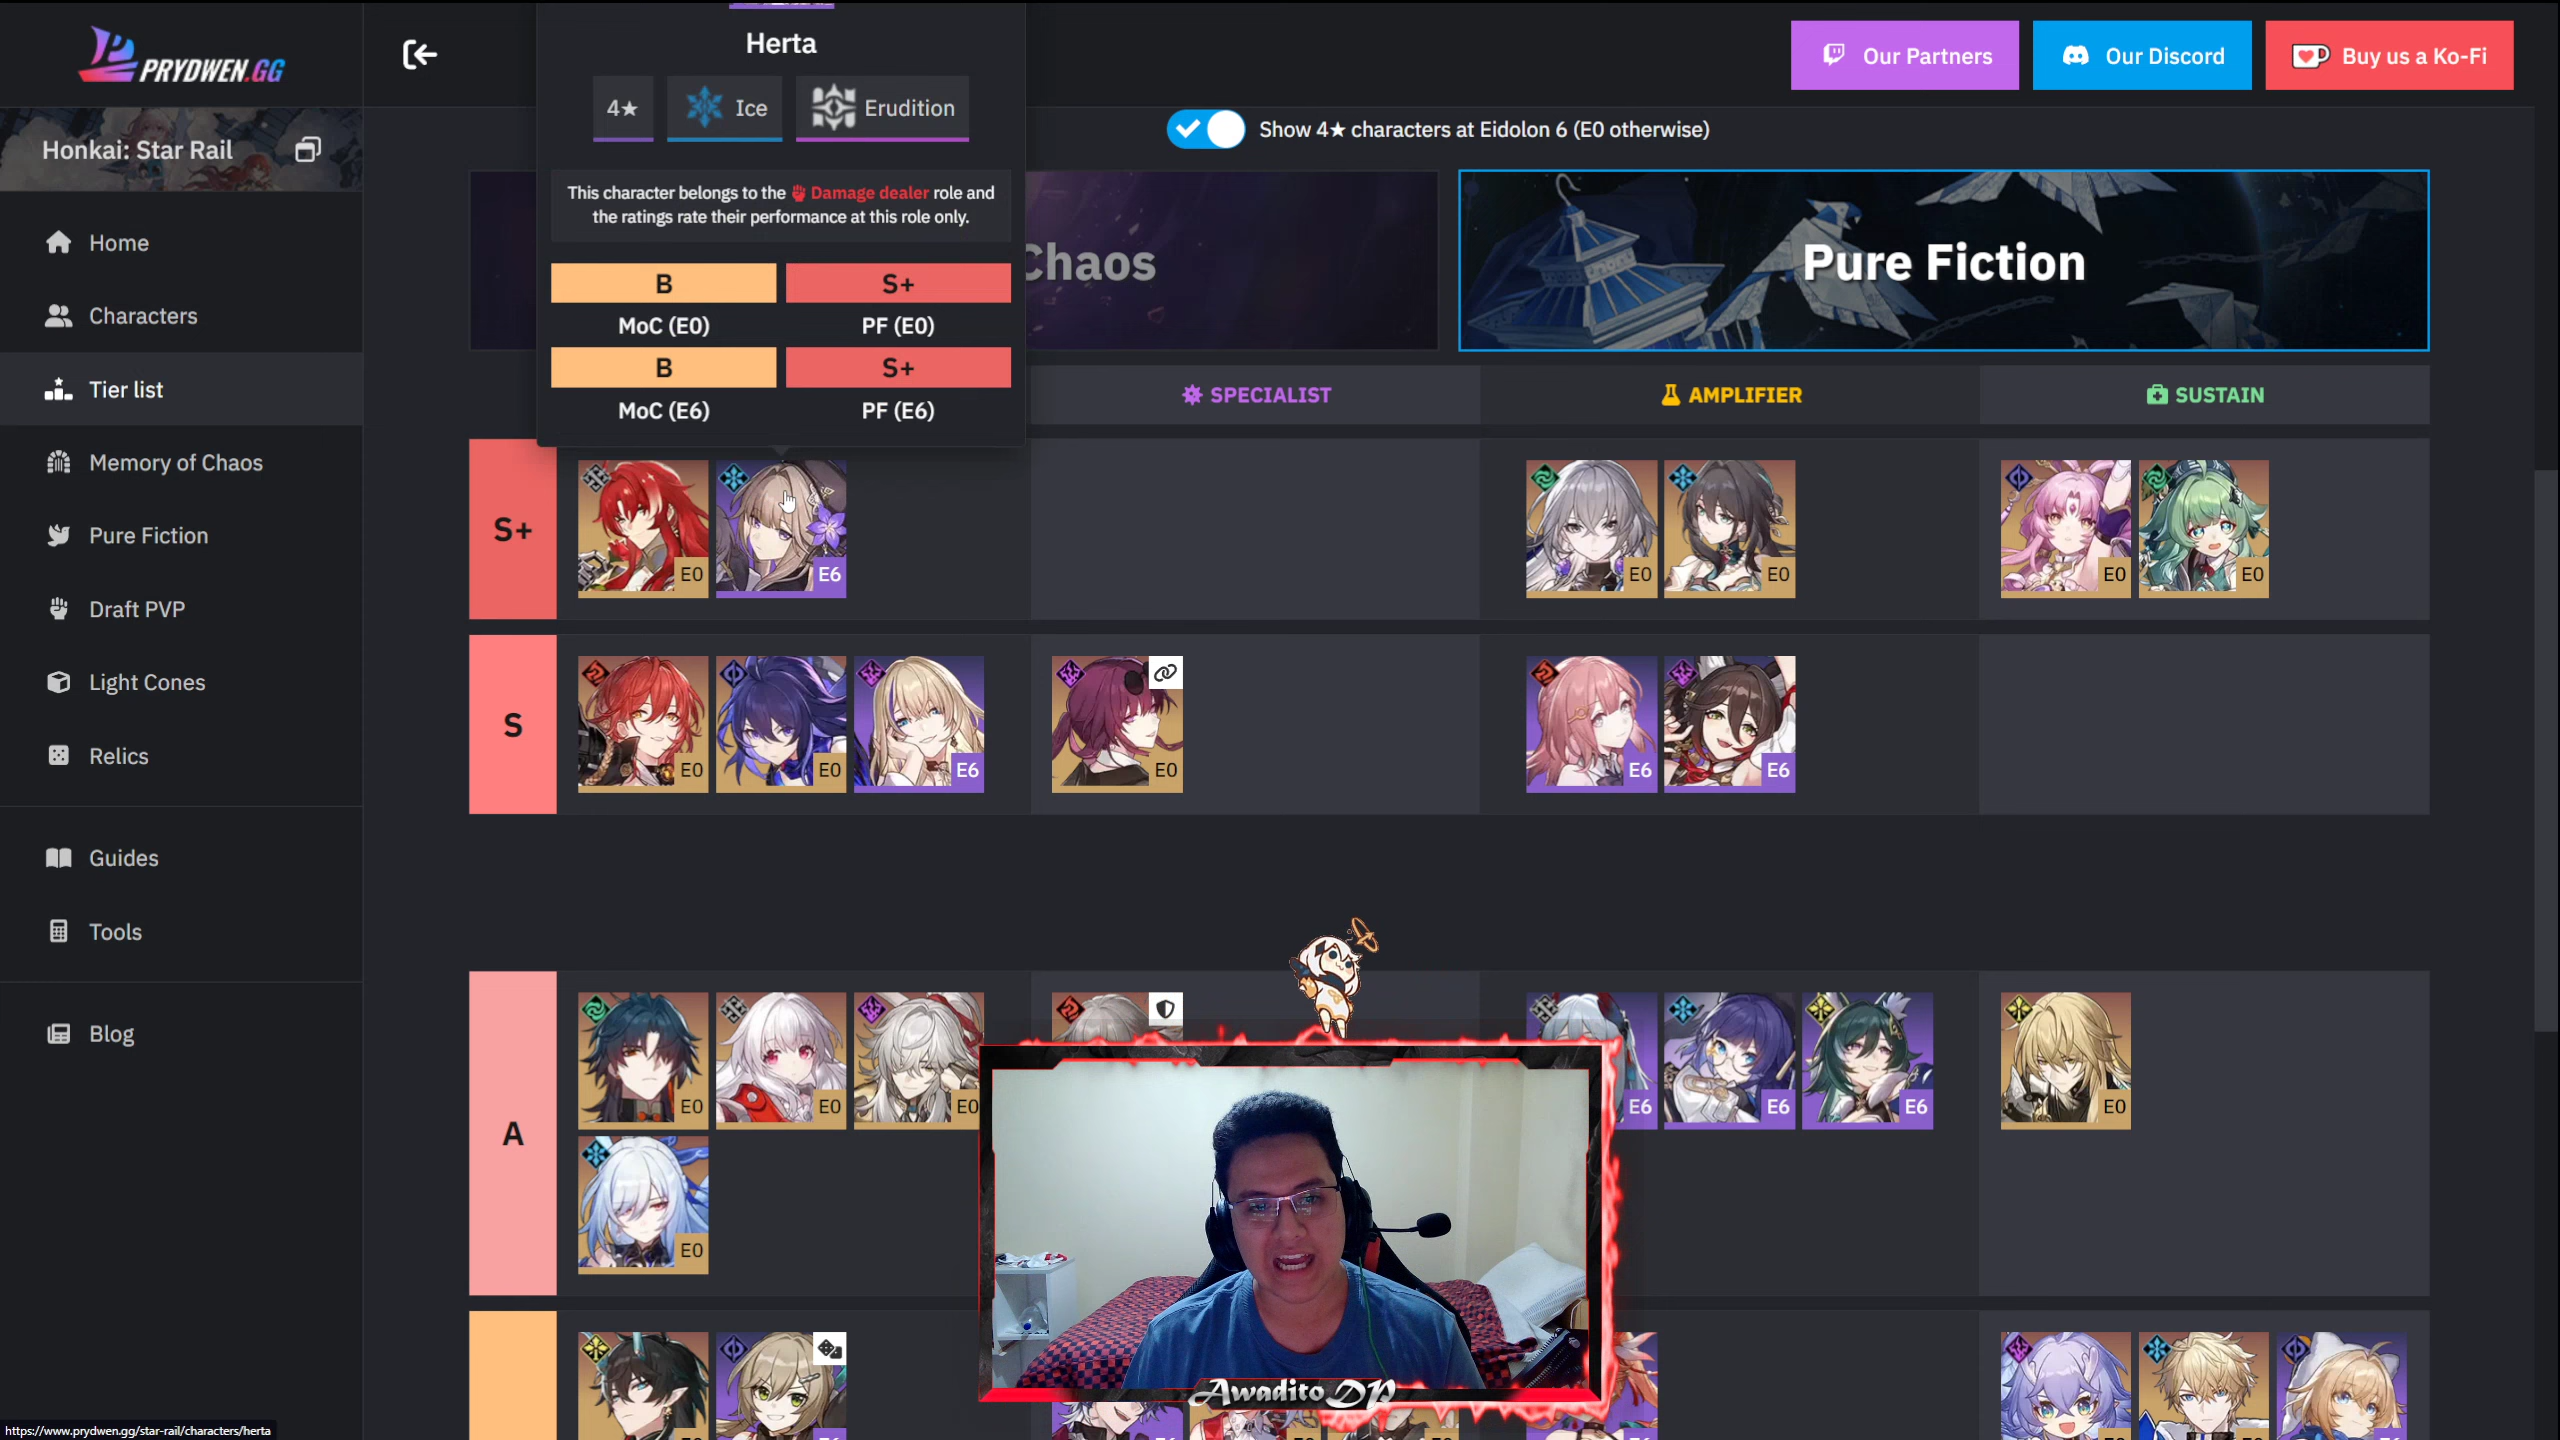 PRYDWEN.GG
Honkai: Star Rail
Home
Characters
Tier list
Memory of Chaos
Pure Fiction
Draft PVP
Light Cones
Relics
Guides
Tools
Blog
https://www.prydwen.gg/star-rail/characters/herta
Our Partners
Our Discord
Buy us a Ko-Fi
Herta
4★
Ice
Erudition
This character belongs to the Damage dealer role and
the ratings rate their performance at this role only.
B S+
MoC (E0) PF (E0)
B S+
MoC (E6) PF (E6)
Show 4★ characters at Eidolon 6 (E0 otherwise)
Chaos
Pure Fiction
SPECIALIST
AMPLIFIER
SUSTAIN
S+
E0 E6 E0 E0 E0 E0
S
E0 E0 E6 E0 E6 E6
A
E0 E0 E0 E6 E6 E6 E0
E0
Awadito DP